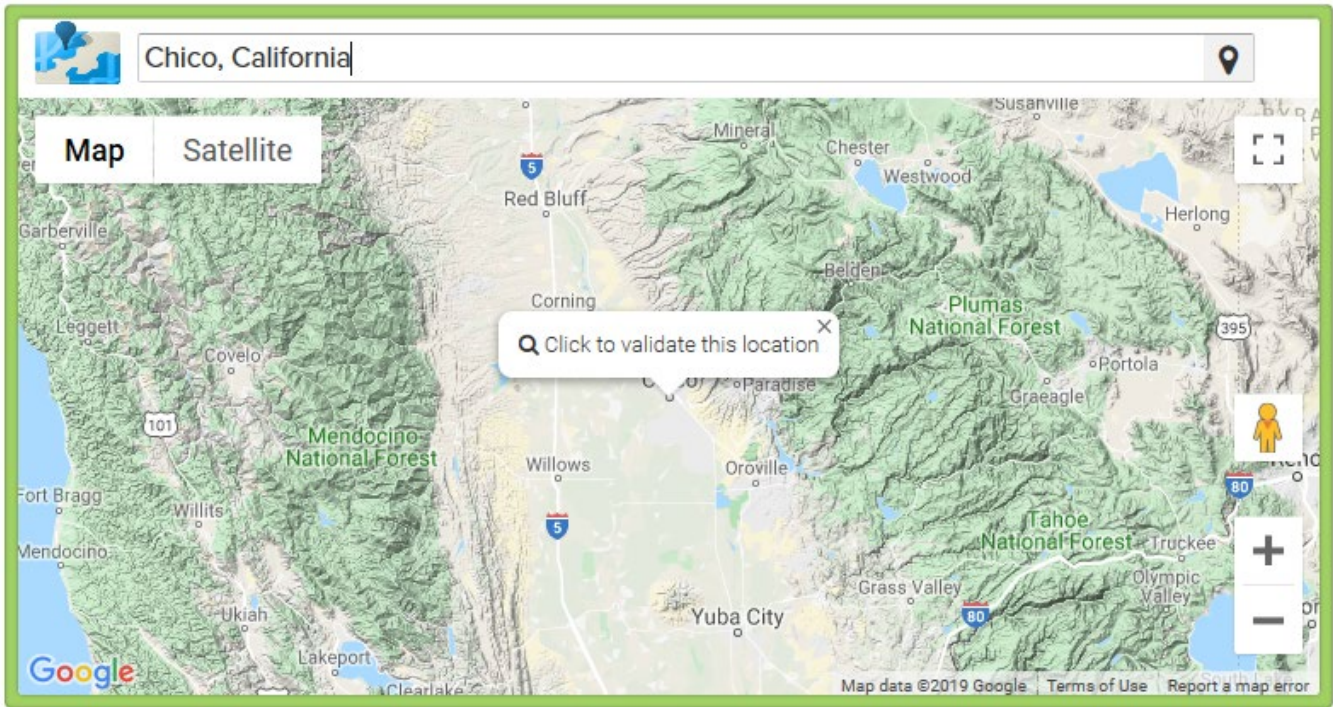 Chico, California
Map
Satellite
Susanville
Mineral
Chester
Westwood
5
Red Bluff
Herlong
Garberville
Belden
Corning
Plumas
National Forest
Click to validate this location
×
395
Leggett
Covelo
Paradise
Portola
Graeagle
101
Mendocino
National Forest
Willows
Oroville
80
Fort Bragg
Willits
5
Tahoe
National Forest
Truckee
Mendocino
Grass Valley
Olympic
Valley
80
Ukiah
Yuba City
Lakeport
Clearlake
Google
Map data ©2019 Google
Terms of Use
Report a map error